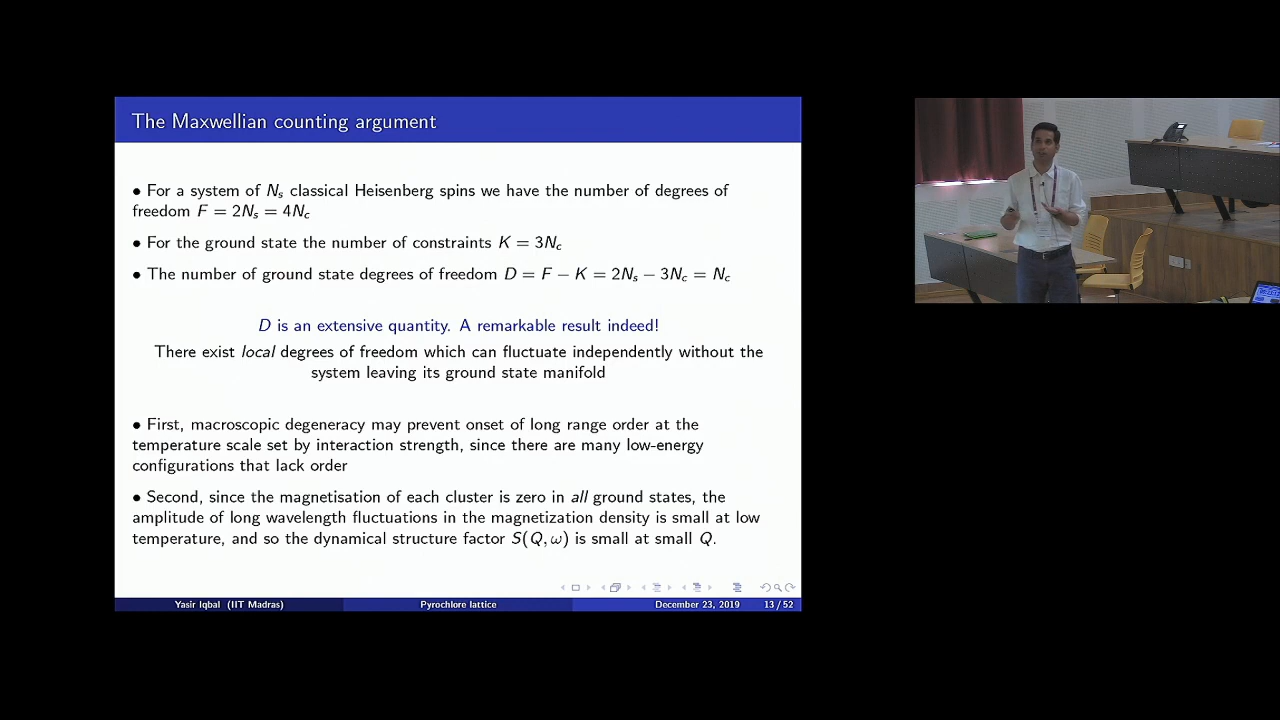 The Maxwellian counting argument
• For a system of Nₛ classical Heisenberg spins we have the number of degrees of
freedom F = 2Nₛ = 4N_c
• For the ground state the number of constraints K = 3N_c
• The number of ground state degrees of freedom D = F − K = 2Nₛ − 3N_c = N_c
D is an extensive quantity. A remarkable result indeed!
There exist local degrees of freedom which can fluctuate independently without the
system leaving its ground state manifold
• First, macroscopic degeneracy may prevent onset of long range order at the
temperature scale set by interaction strength, since there are many low-energy
configurations that lack order
• Second, since the magnetisation of each cluster is zero in all ground states, the
amplitude of long wavelength fluctuations in the magnetization density is small at low
temperature, and so the dynamical structure factor S(Q, ω) is small at small Q.
Yasir Iqbal (IIT Madras) Pyrochlore lattice December 23, 2019 13 / 52